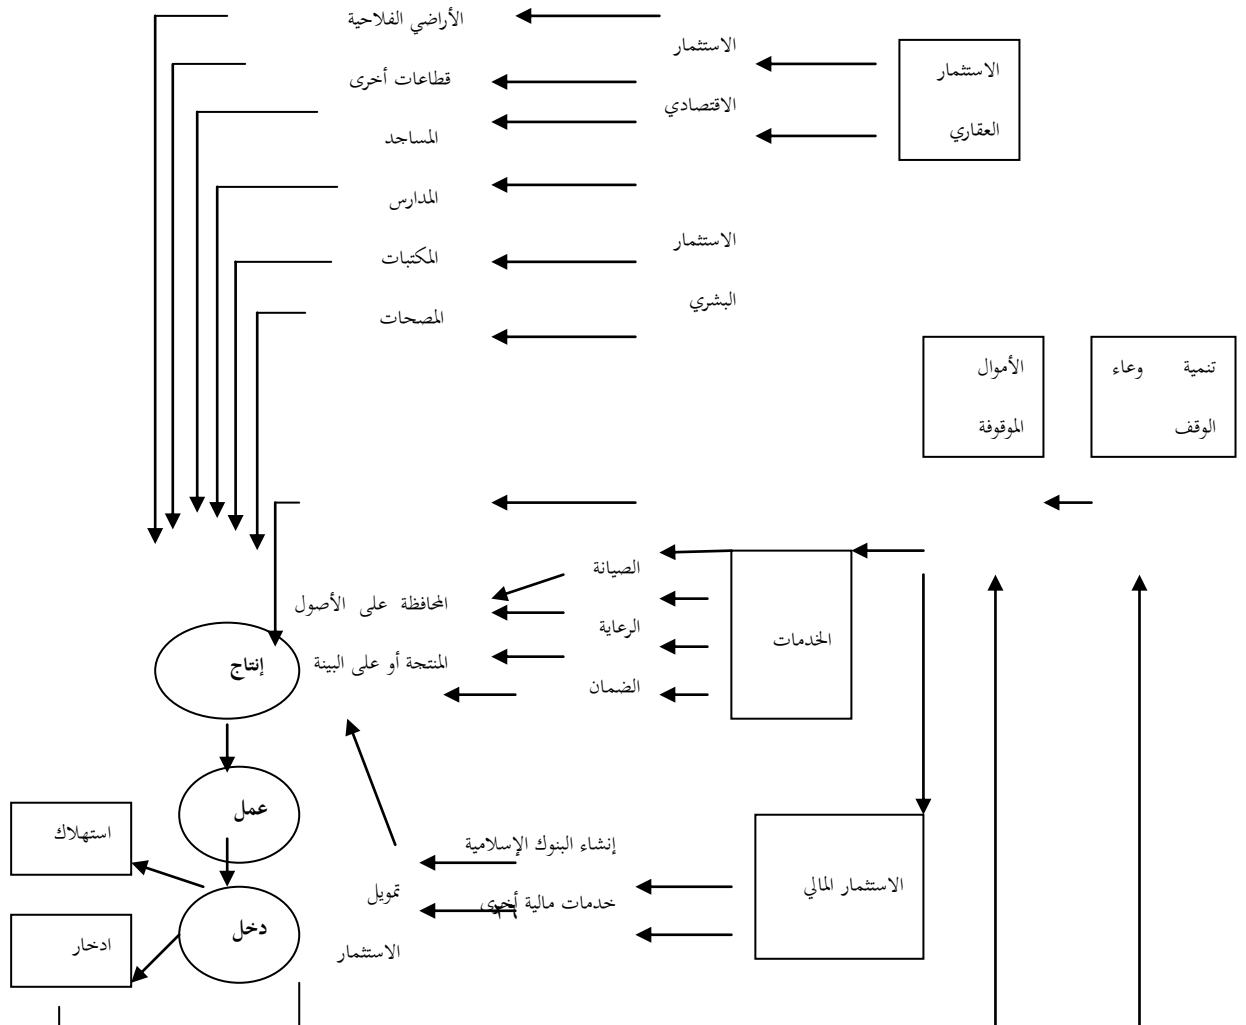 الأراضي الفلاحية
الاستثمار
الاستثمار
قطاعات أخرى
الاقتصادي
العقاري
المساجد
المدارس
الاستثمار
المكتبات
البشري
المصحات
تنمية وعاء
الوقف
الأموال
الموقوفة
الصيانة
المحافظة على الأصول
الرعاية
الخدمات
المنتجة أو على البينة
الضمان
إنتاج
عمل
استهلاك
إنشاء البنوك الإسلامية
الاستثمار المالي
تمويل
خدمات مالية أخرى
دخل
ادخار
الاستثمار